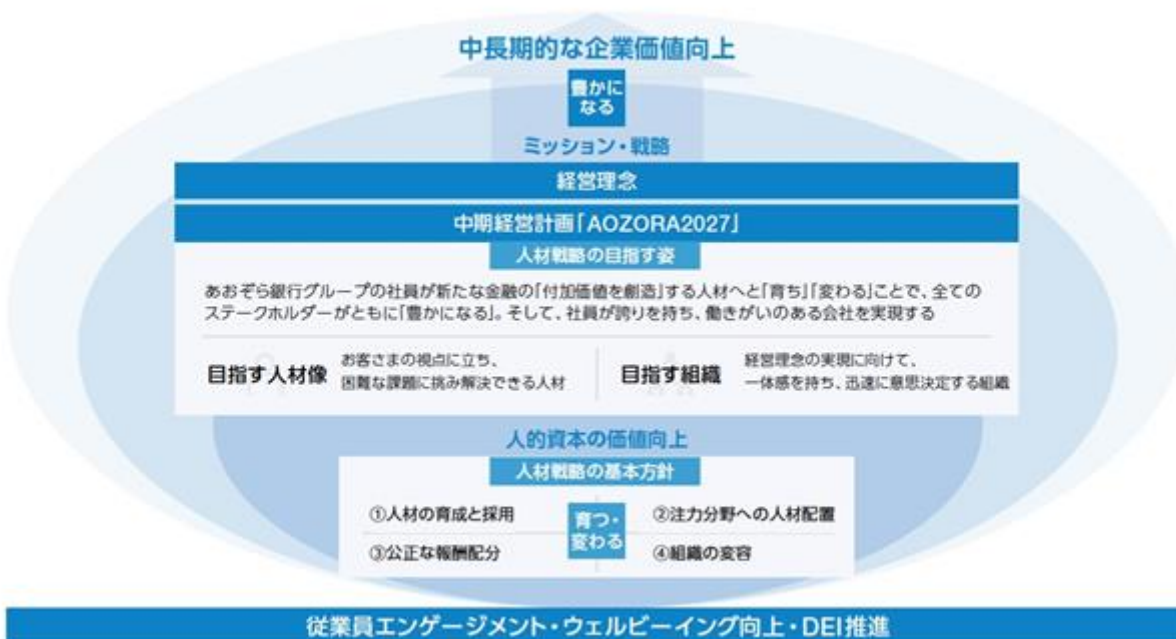 中長期的な企業価値向上
豊かに
なる
ミッション・戦略
経営理念
中期経営計画「AOZORA2027」
人材戦略の目指す姿
あおぞら銀行グループの社員が新たな金融の「付加価値を創造」する人材へと「育ち」「変わる」ことで、全ての
ステークホルダーがともに「豊かになる」。そして、社員が誇りを持ち、働きがいのある会社を実現する
目指す人材像
お客さまの視点に立ち、
困難な課題に挑み解決できる人材
目指す組織
経営理念の実現に向けて、
一体感を持ち、迅速に意思決定する組織
人的資本の価値向上
人材戦略の基本方針
①人材の育成と採用
②注力分野への人材配置
育つ・
変わる
③公正な報酬配分
④組織の変容
従業員エンゲージメント・ウェルビーイング向上・DEI推進